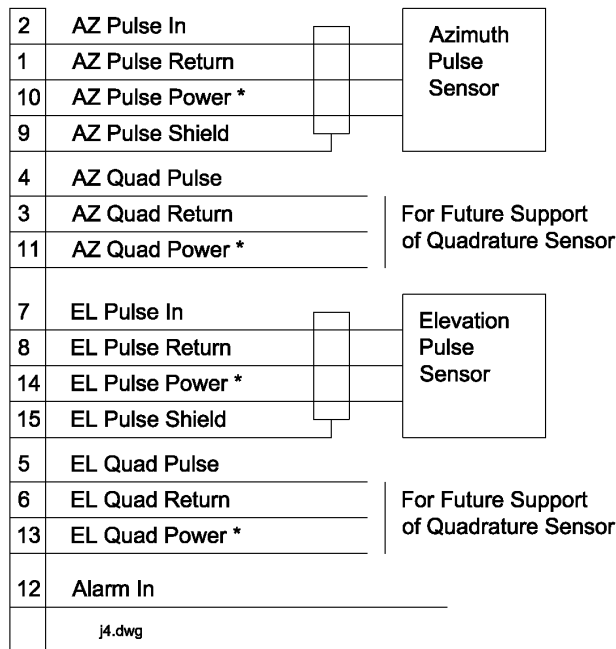 2 AZ Pulse In
1 AZ Pulse Return
10 AZ Pulse Power *
9 AZ Pulse Shield
Azimuth
Pulse
Sensor
4 AZ Quad Pulse
3 AZ Quad Return
11 AZ Quad Power *
For Future Support
of Quadrature Sensor
7 EL Pulse In
8 EL Pulse Return
14 EL Pulse Power *
15 EL Pulse Shield
Elevation
Pulse
Sensor
5 EL Quad Pulse
6 EL Quad Return
13 EL Quad Power *
For Future Support
of Quadrature Sensor
12 Alarm In
j4.dwg